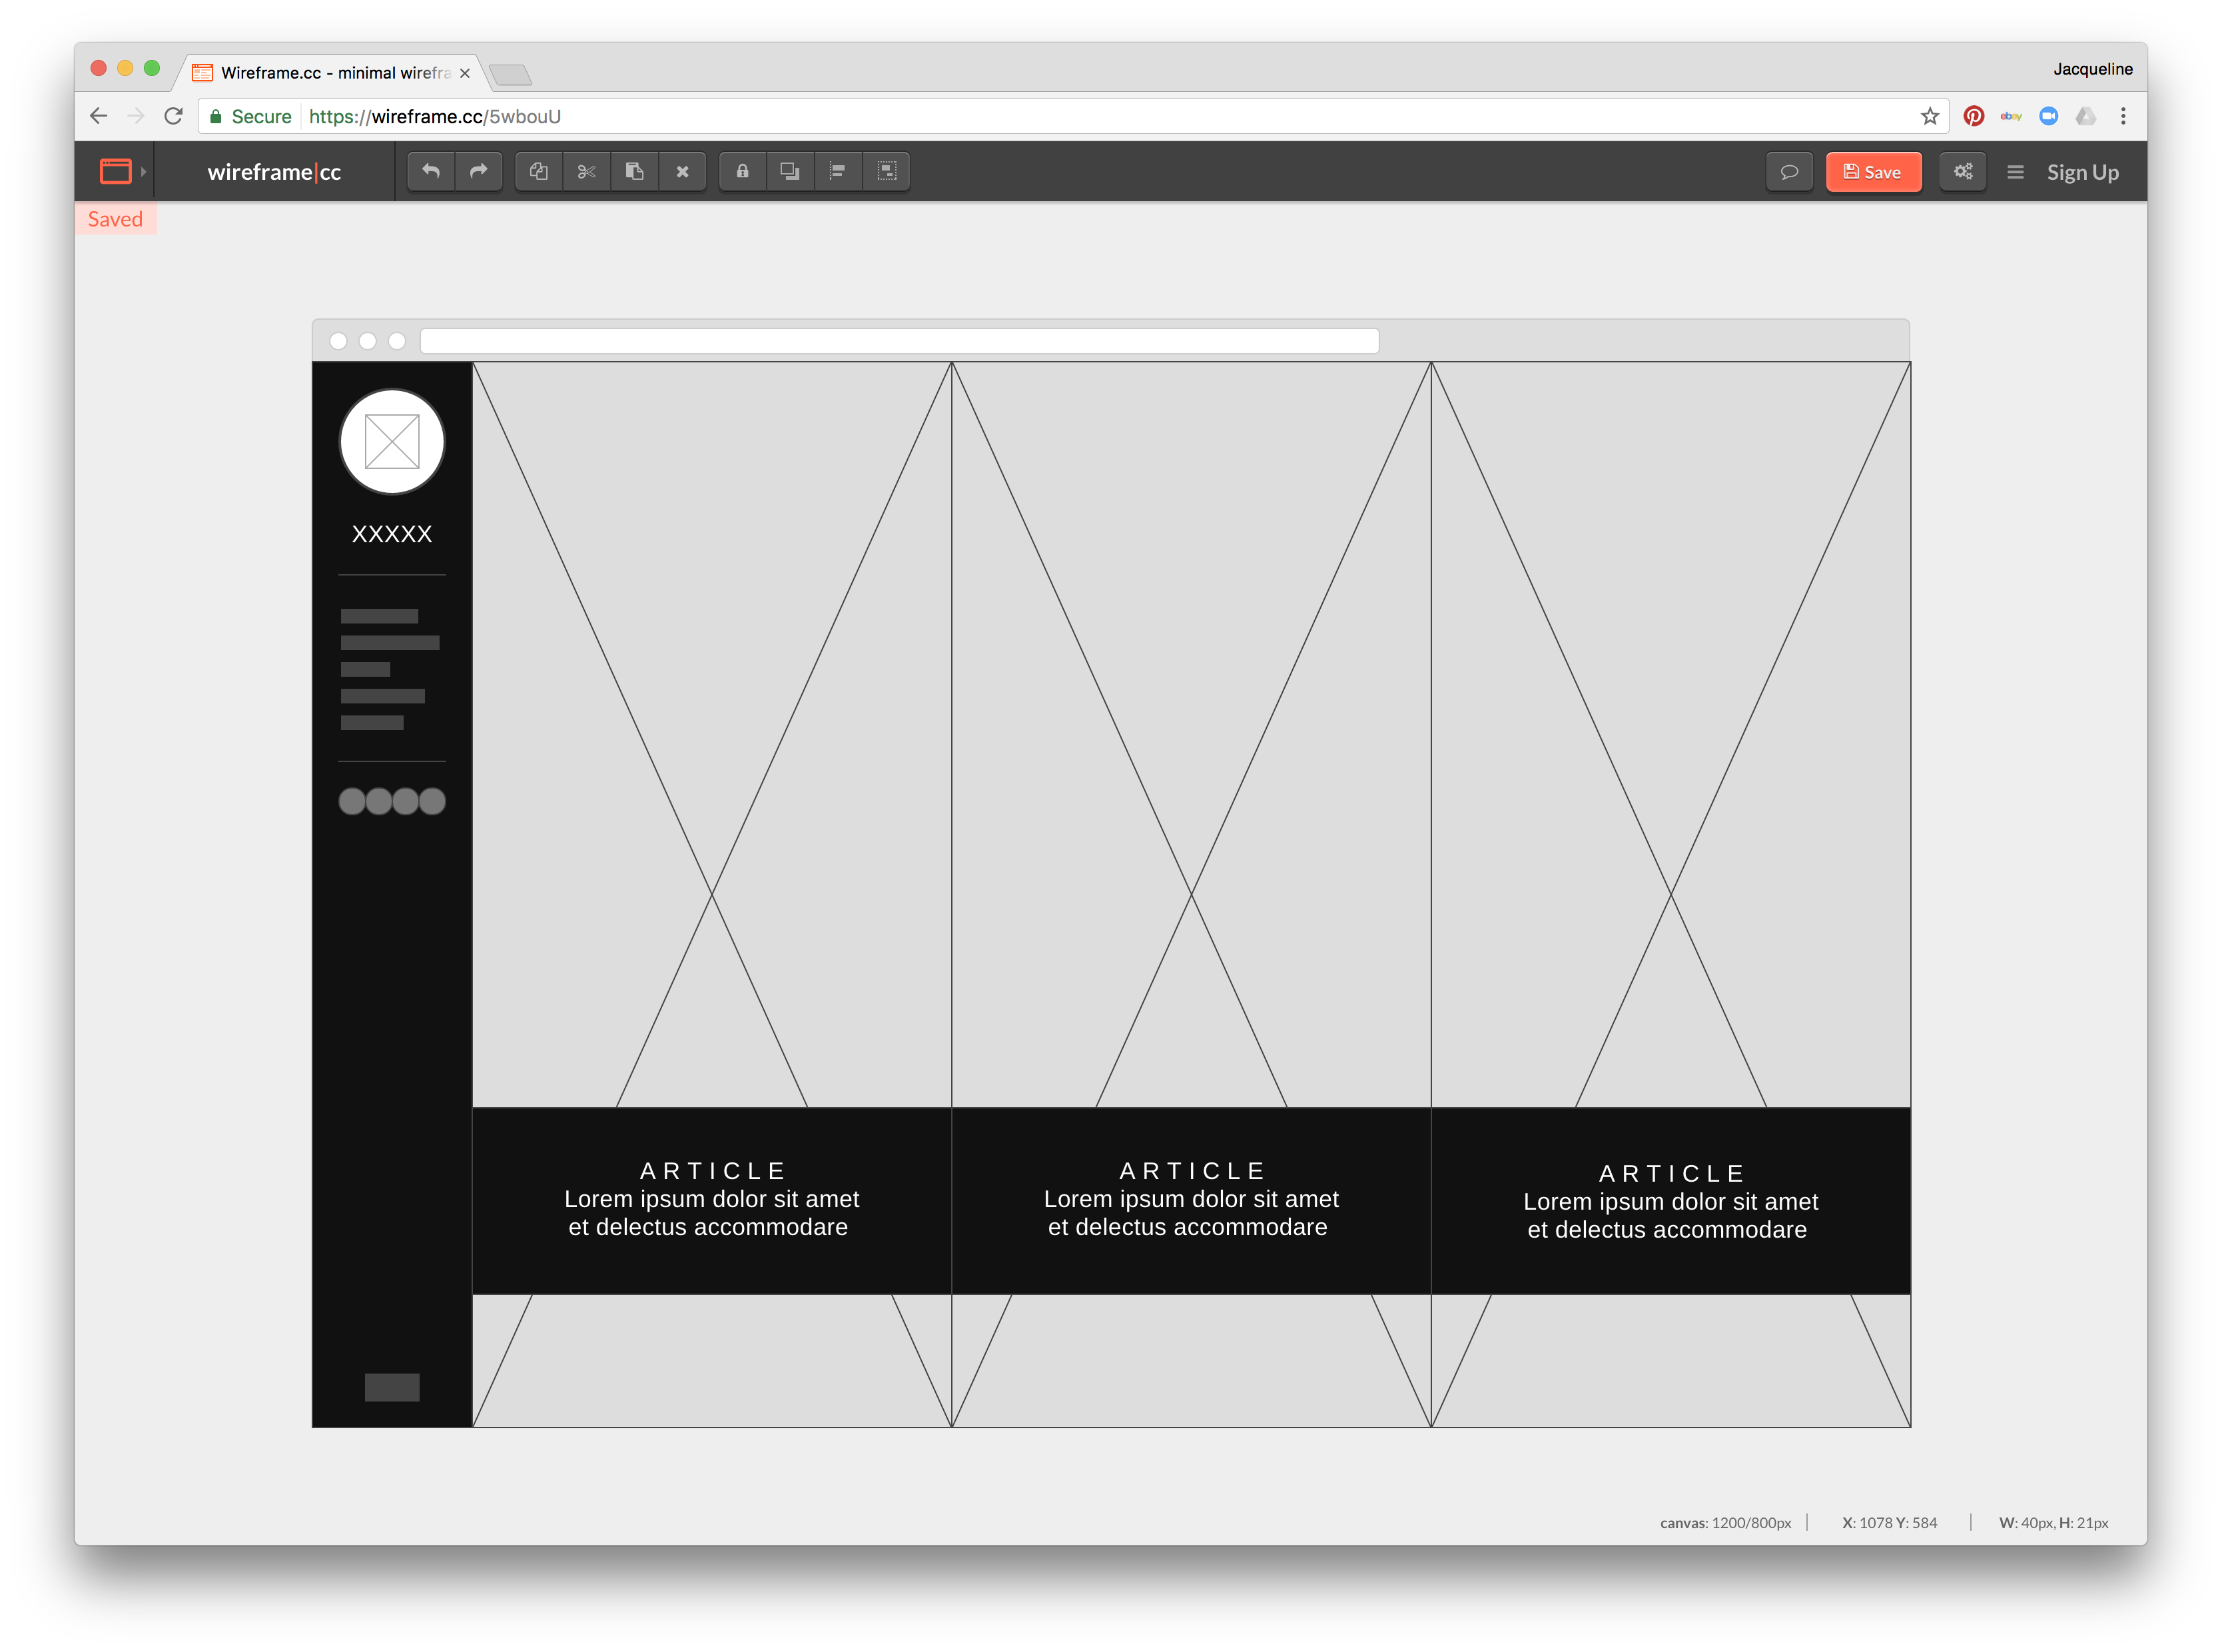 Wireframe.cc - minimal wirefra
Jacqueline
Secure https://wireframe.cc/5wbouU
ebay
wireframe|cc
Save
Sign Up
Saved
XXXXX
ARTICLE
Lorem ipsum dolor sit amet
et delectus accommodare
ARTICLE
Lorem ipsum dolor sit amet
et delectus accommodare
ARTICLE
Lorem ipsum dolor sit amet
et delectus accommodare
canvas: 1200/800px | X: 1078 Y: 584 | W: 40px, H: 21px